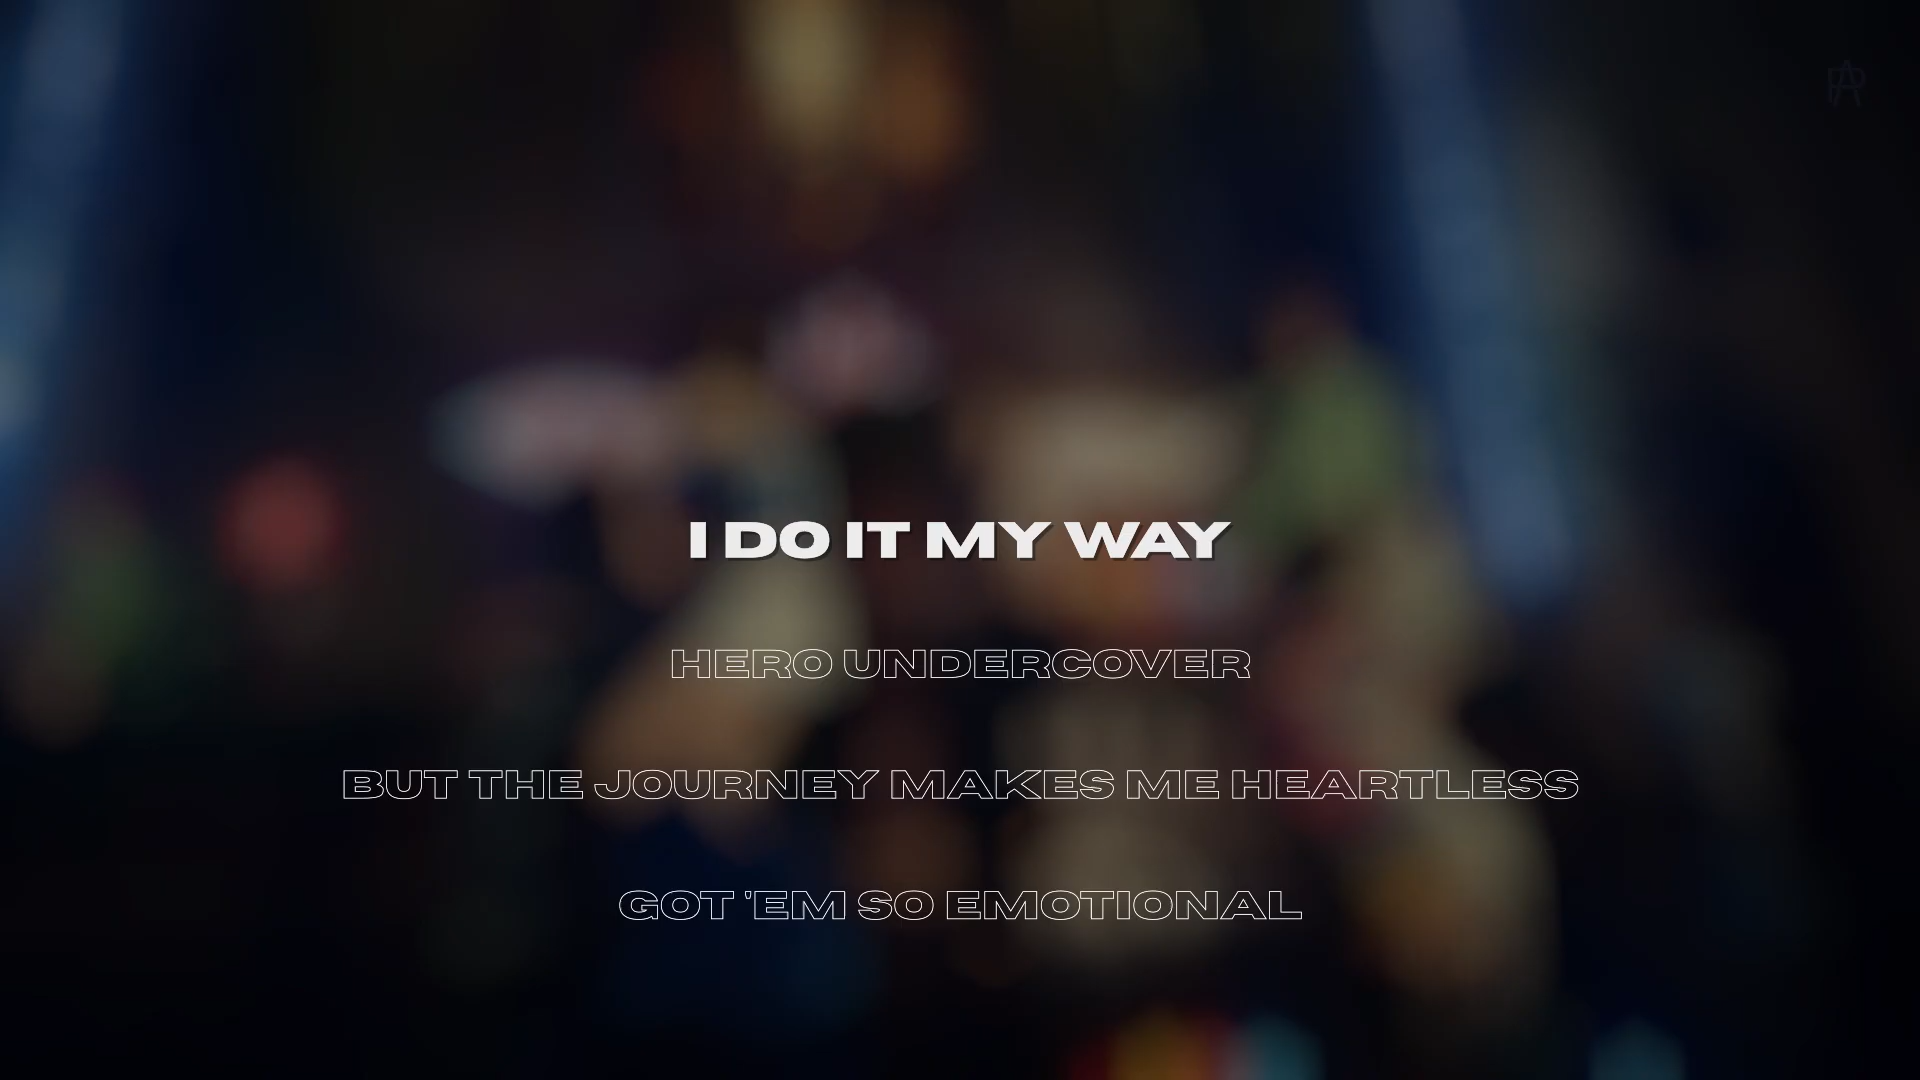 I DO IT MY WAY
HERO UNDERCOVER
BUT THE JOURNEY MAKES ME HEARTLESS
GOT 'EM SO EMOTIONAL